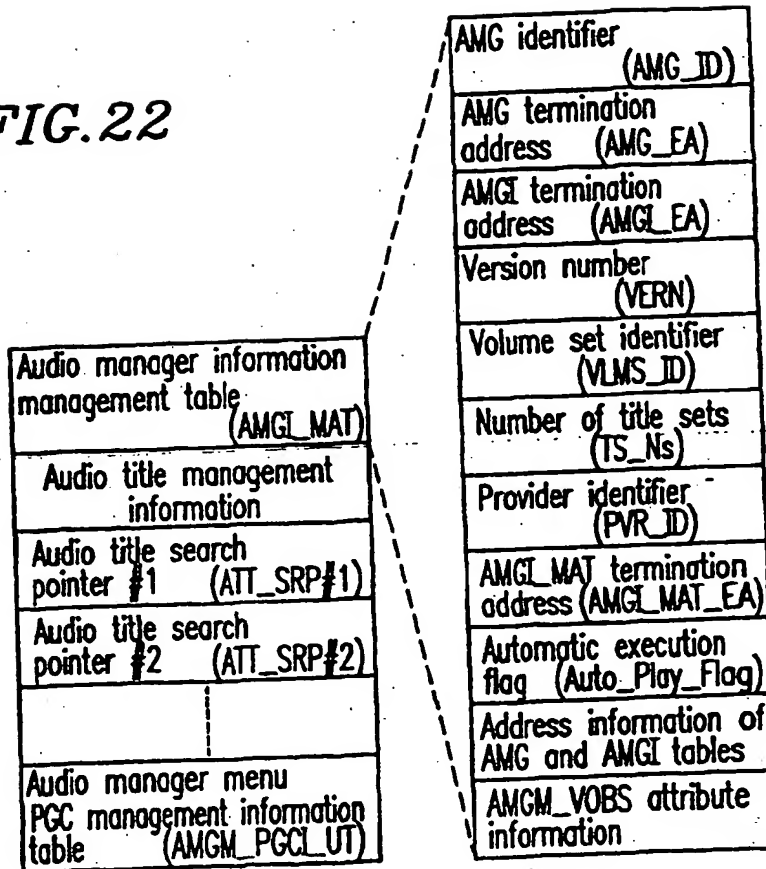 FIG.22
AMG identifier
(AMG_ID)
AMG termination
address (AMG_EA)
AMGI termination
address (AMGI_EA)
Version number
(VERN)
Volume set identifier
(VLMS_ID)
Number of title sets
(TS_Ns)
Provider identifier
(PVR_ID)
AMGI_MAT termination
address (AMGI_MAT_EA)
Automatic execution
flag (Auto_Play_Flag)
Address information of
AMG and AMGI tables
AMGM_VOBS attribute
information
Audio manager information
management table
(AMGI_MAT)
Audio title management
information
Audio title search
pointer #1 (ATT_SRP#1)
Audio title search
pointer #2 (ATT_SRP#2)
Audio manager menu
PGC management information
table (AMGM_PGCI_UT)